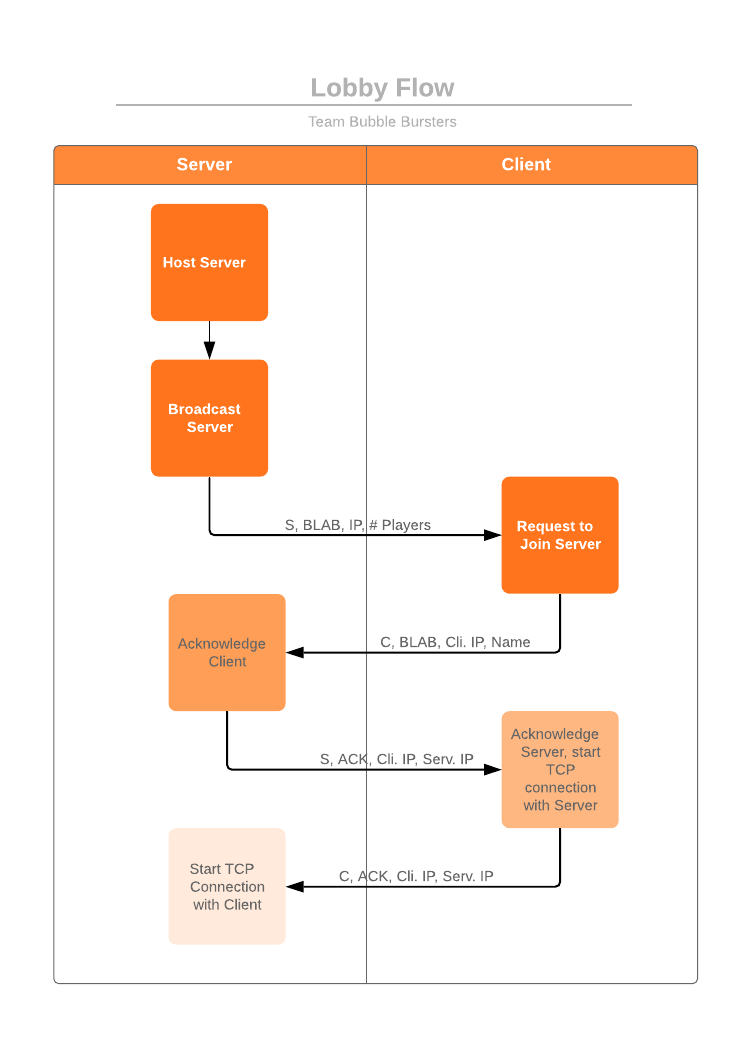 Lobby Flow
Team Bubble Bursters
Server
Client
Host Server
Broadcast
Server
S, BLAB, IP, # Players
Request to
Join Server
C, BLAB, Cli. IP, Name
Acknowledge
Client
S, ACK, Cli. IP, Serv. IP
Acknowledge
Server, start
TCP
connection
with Server
C, ACK, Cli. IP, Serv. IP
Start TCP
Connection
with Client